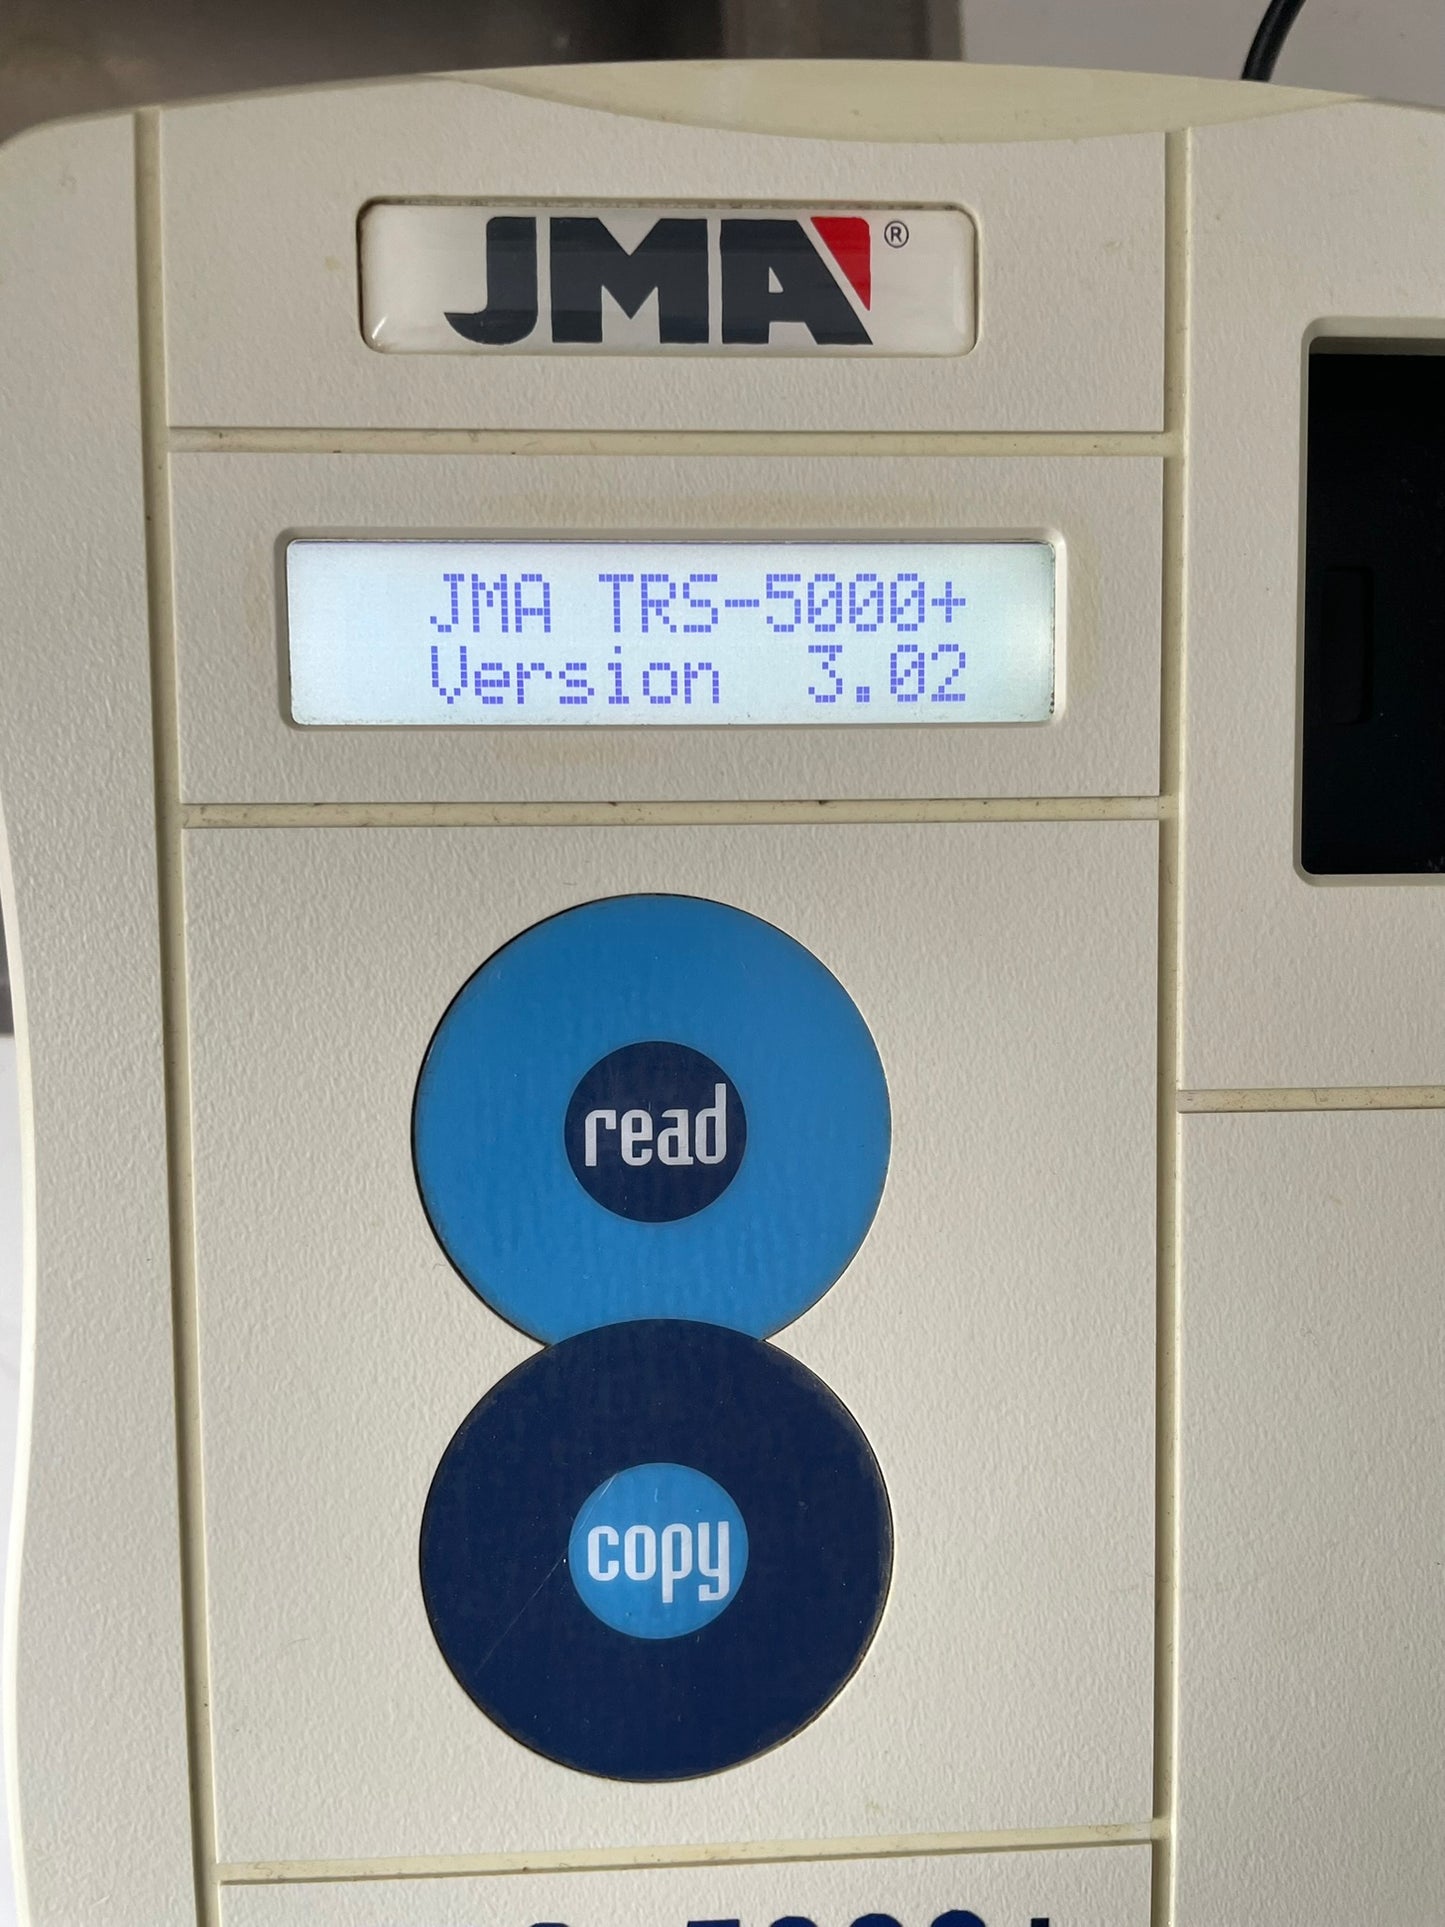 JMA®
JMA TRS-5000+
Version 3.02
read
copy